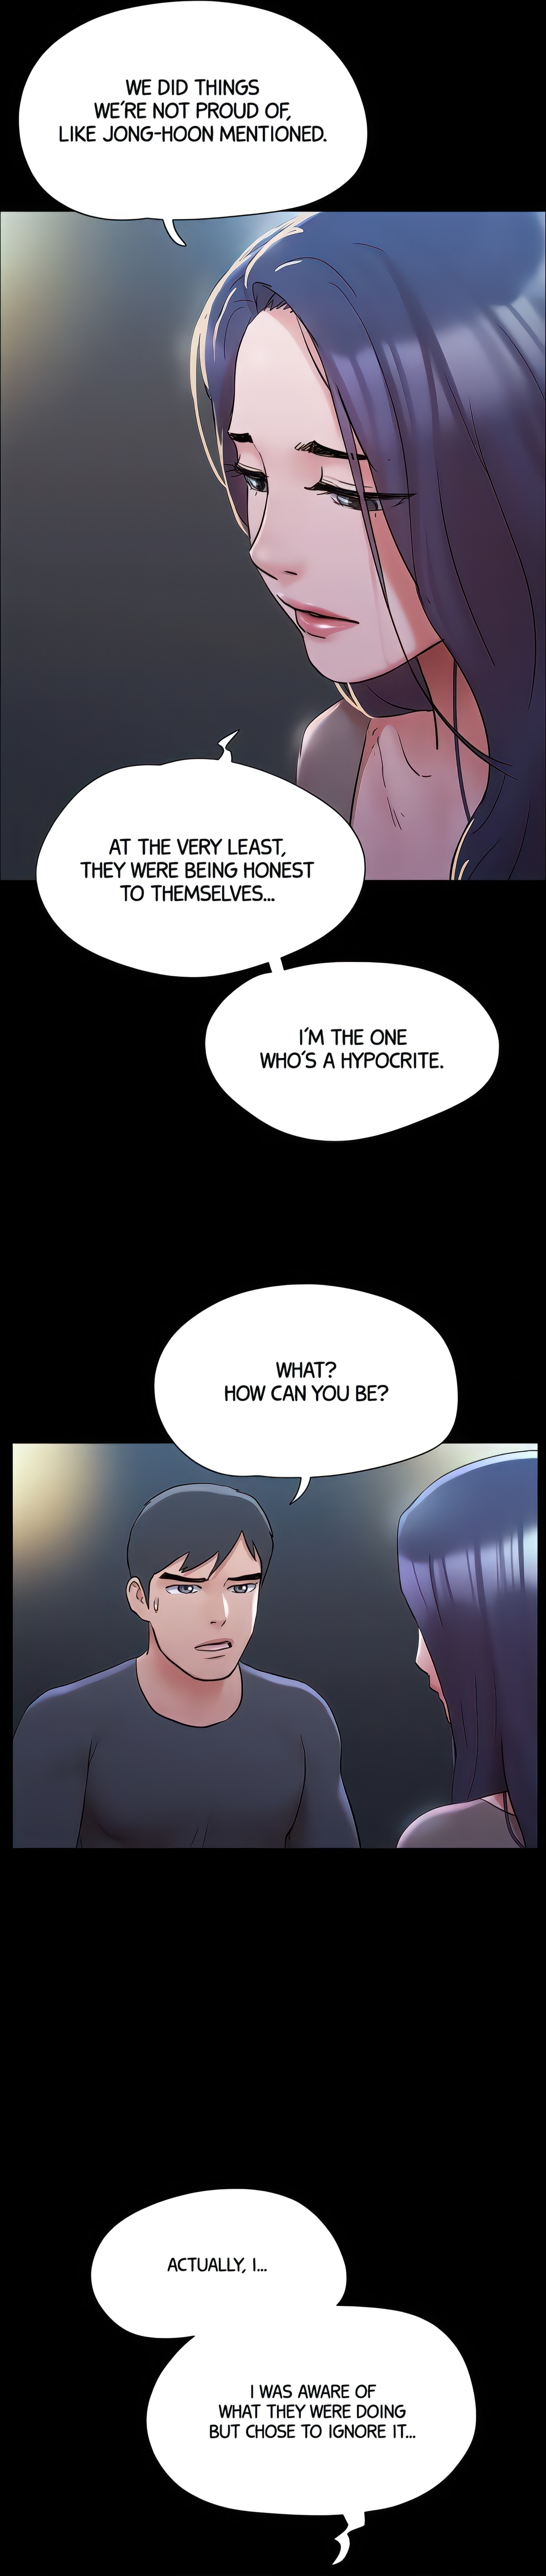 WE DID THINGS
WE'RE NOT PROUD OF,
LIKE JONG-HOON MENTIONED.
AT THE VERY LEAST,
THEY WERE BEING HONEST
TO THEMSELVES...
I'M THE ONE
WHO'S A HYPOCRITE.
WHAT?
HOW CAN YOU BE?
ACTUALLY, I...
I WAS AWARE OF
WHAT THEY WERE DOING
BUT CHOSE TO IGNORE IT...